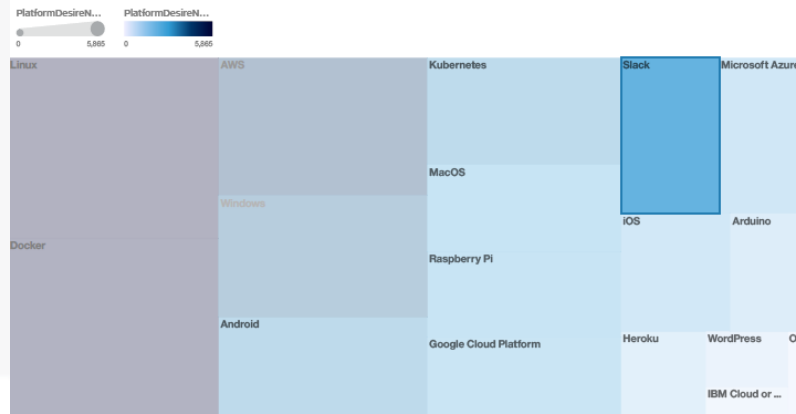 PlatformDesireN... PlatformDesireN...
0 5,865 0 5,865
Linux AWS Kubernetes Slack Microsoft Azure
MacOS
Windows
iOS Arduino
Docker
Raspberry Pi
Android
Google Cloud Platform Heroku WordPress O
IBM Cloud or ...